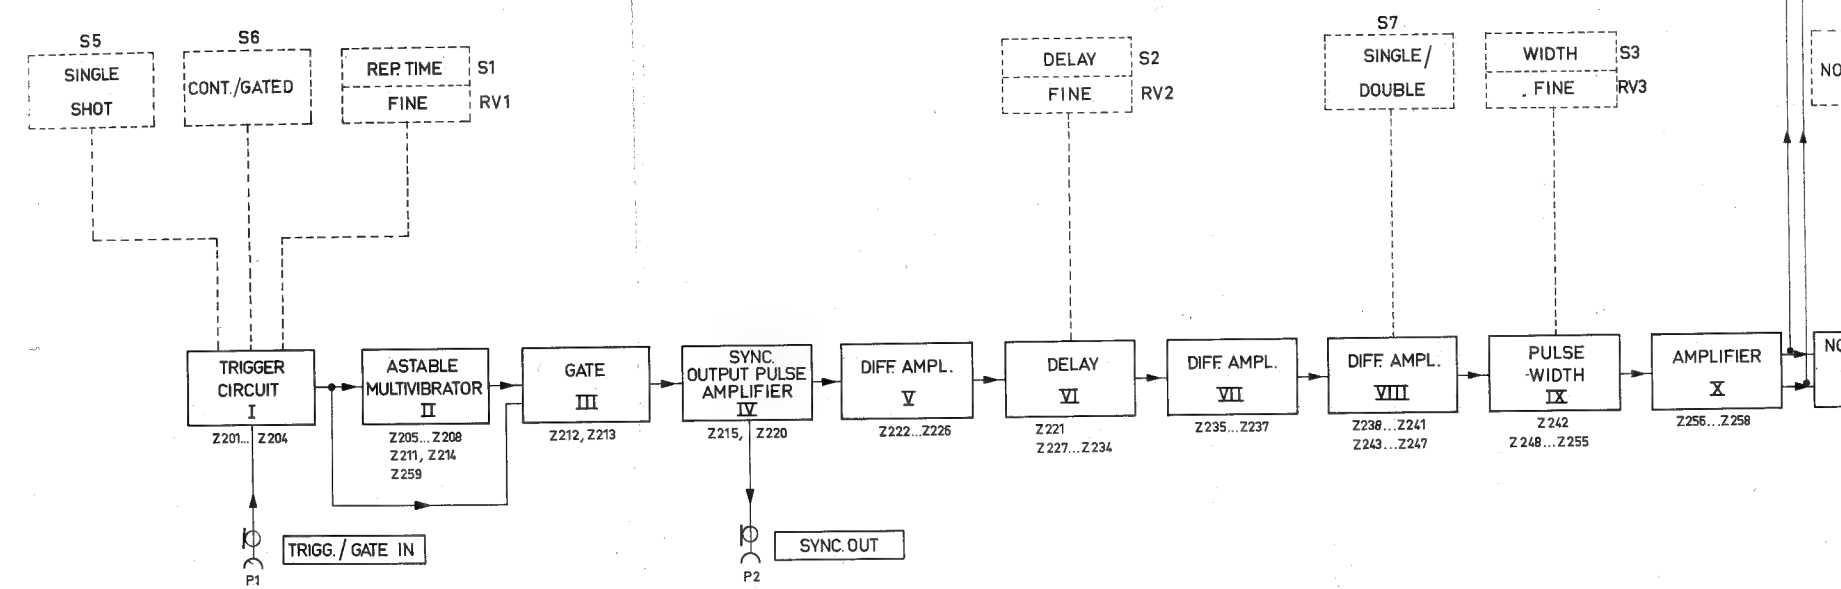 S5
SINGLE
SHOT
S6
CONT./GATED
REP. TIME
S1
FINE
RV1
DELAY
S2
FINE
RV2
S7
SINGLE/
DOUBLE
WIDTH
S3
FINE
RV3
NO
TRIGGER
CIRCUIT
I
Z201... Z204
ASTABLE
MULTIVIBRATOR
II
Z205...Z208
Z211, Z214
Z259
GATE
III
Z212, Z213
SYNC.
OUTPUT PULSE
AMPLIFIER
IV
Z215, Z220
DIFF. AMPL.
V
Z222...Z226
DELAY
VI
Z221
Z227...Z234
DIFF. AMPL.
VII
Z235...Z237
DIFF. AMPL.
VIII
Z238...Z241
Z243...Z247
PULSE
-WIDTH
IX
Z242
Z248...Z255
AMPLIFIER
X
Z256...Z258
NO
TRIGG./ GATE IN
P1
SYNC. OUT
P2